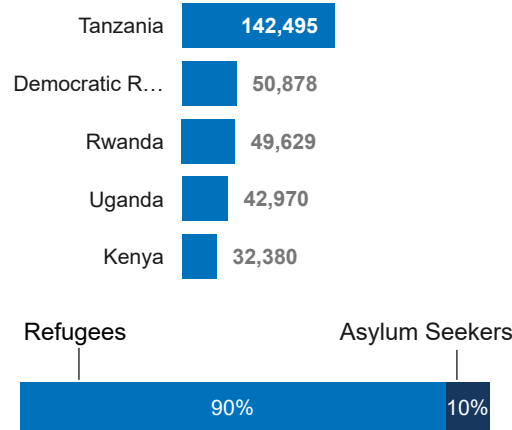 Tanzania 142,495
Democratic R... 50,878
Rwanda 49,629
Uganda 42,970
Kenya 32,380
Refugees Asylum Seekers
90% 10%